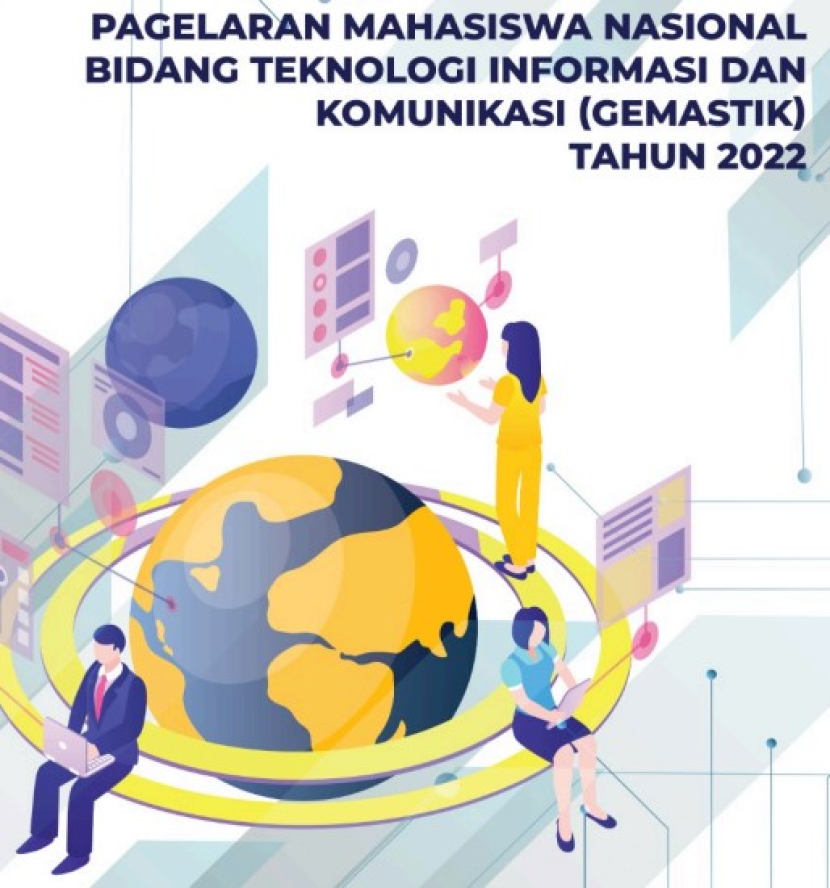 PAGELARAN MAHASISWA NASIONAL
BIDANG TEKNOLOGI INFORMASI DAN
KOMUNIKASI (GEMASTIK)
TAHUN 2022